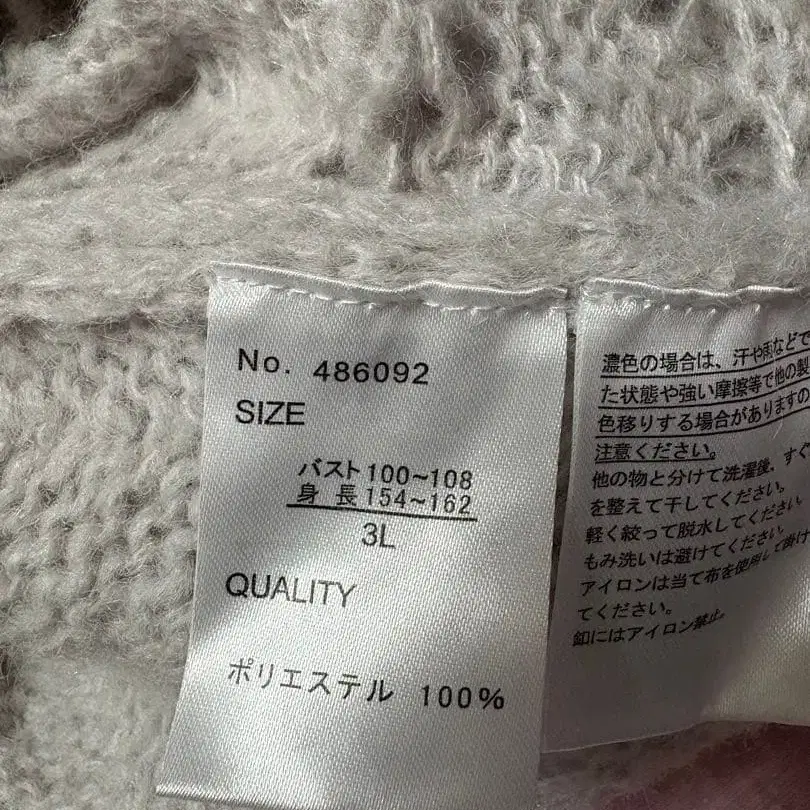 No. 486092
SIZE
バスト100~108
身長154~162
3L
QUALITY
ポリエステル 100%
濃色の場合は、汗や雨などで
た状態や強い摩擦等で他の製
色移りする場合がありますの
注意ください。
他の物と分けて洗濯後、すぐ
を整えて干してください。
軽く絞って脱水してください
もみ洗いは避けてください。
アイロンは当て布を使用して掛け
てください。
釦にはアイロン禁止。